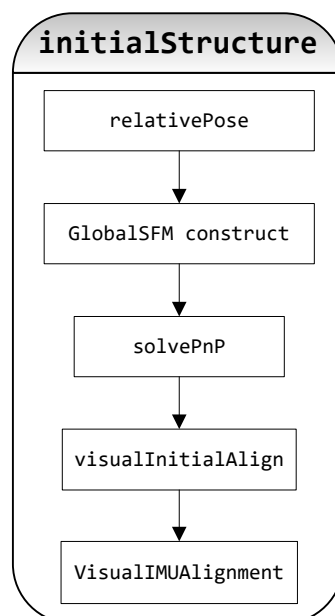 initialStructure
relativePose
GlobalSFM construct
solvePnP
visualInitialAlign
VisualIMUAlignment